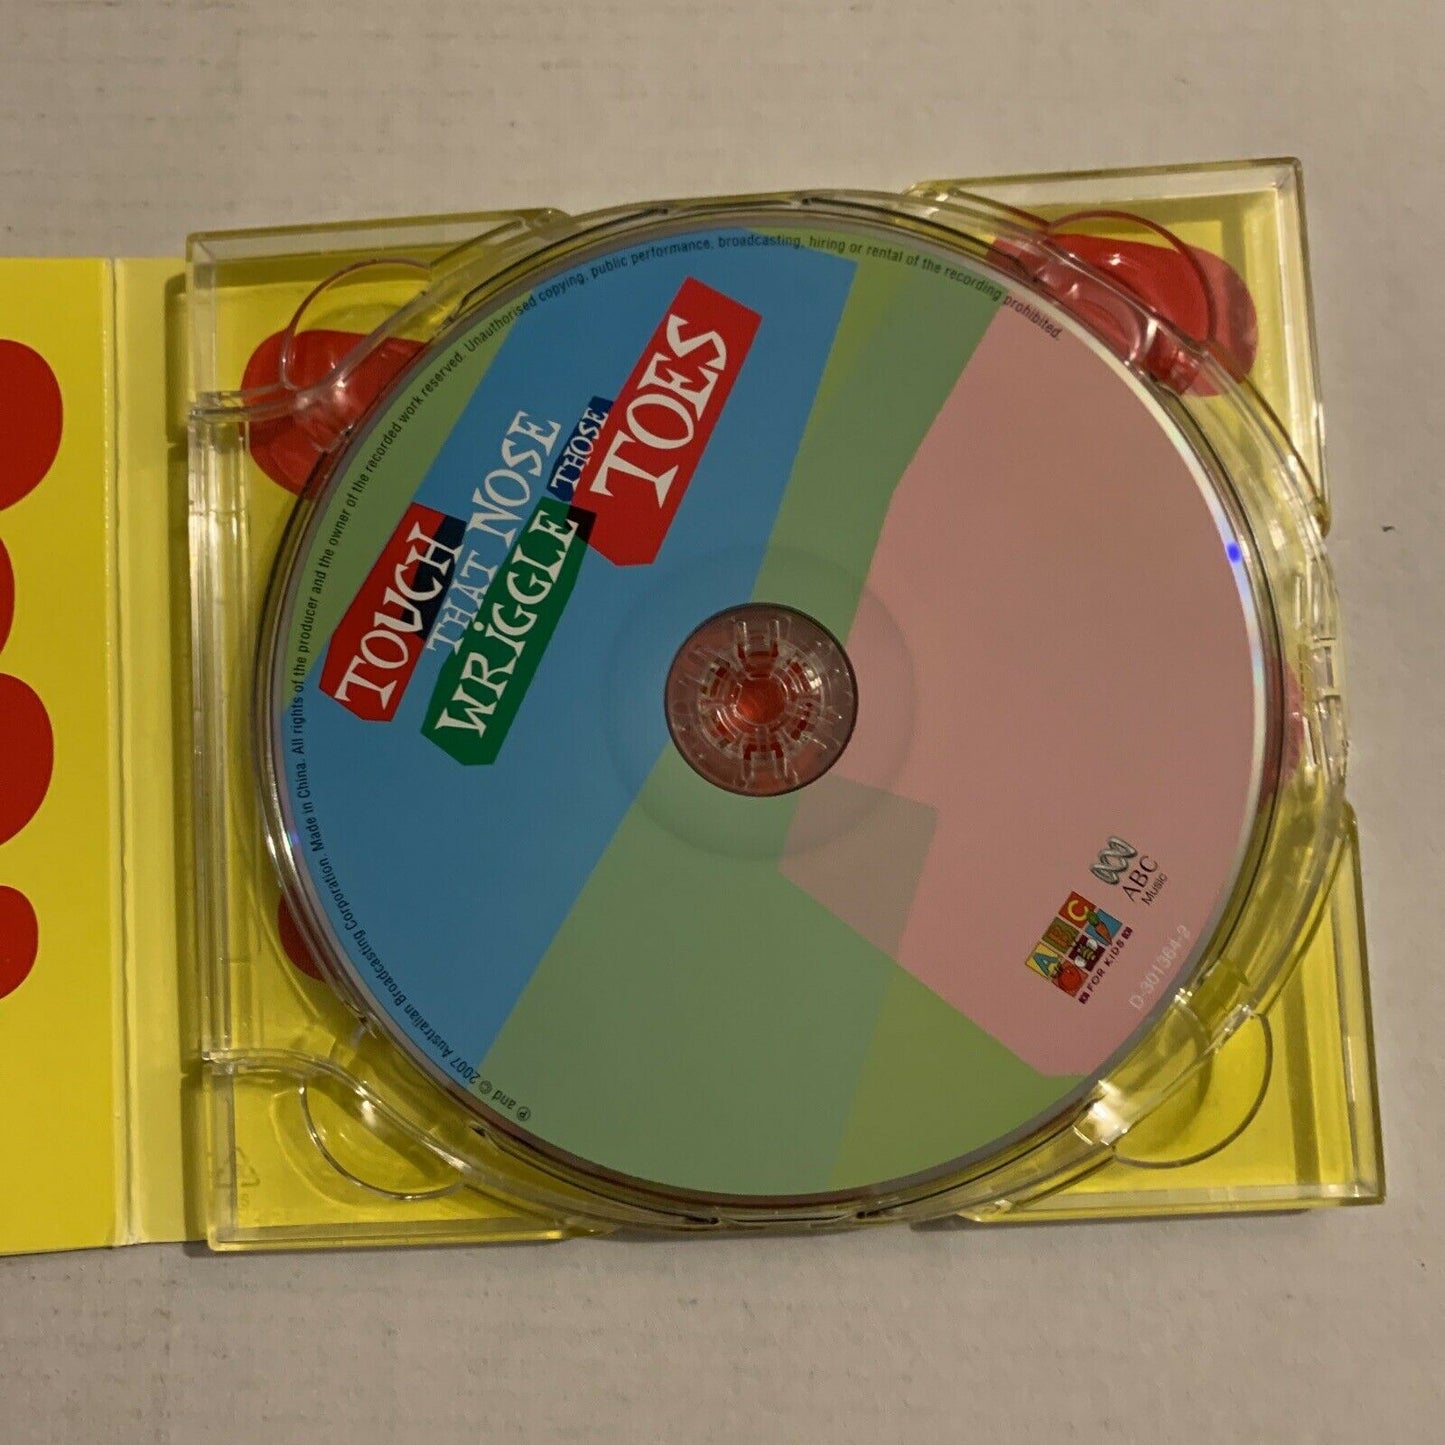 TOUCH
THAT NOSE
WRiGGLE THOSE
TOES
℗ and © 2007 Australian Broadcasting Corporation. Made in China. All rights of the producer and the owner of the recorded work reserved. Unauthorised copying, public performance, broadcasting, hiring or rental of the recording prohibited.
ABC
FOR KIDS
ABC
Music
D-301364-2